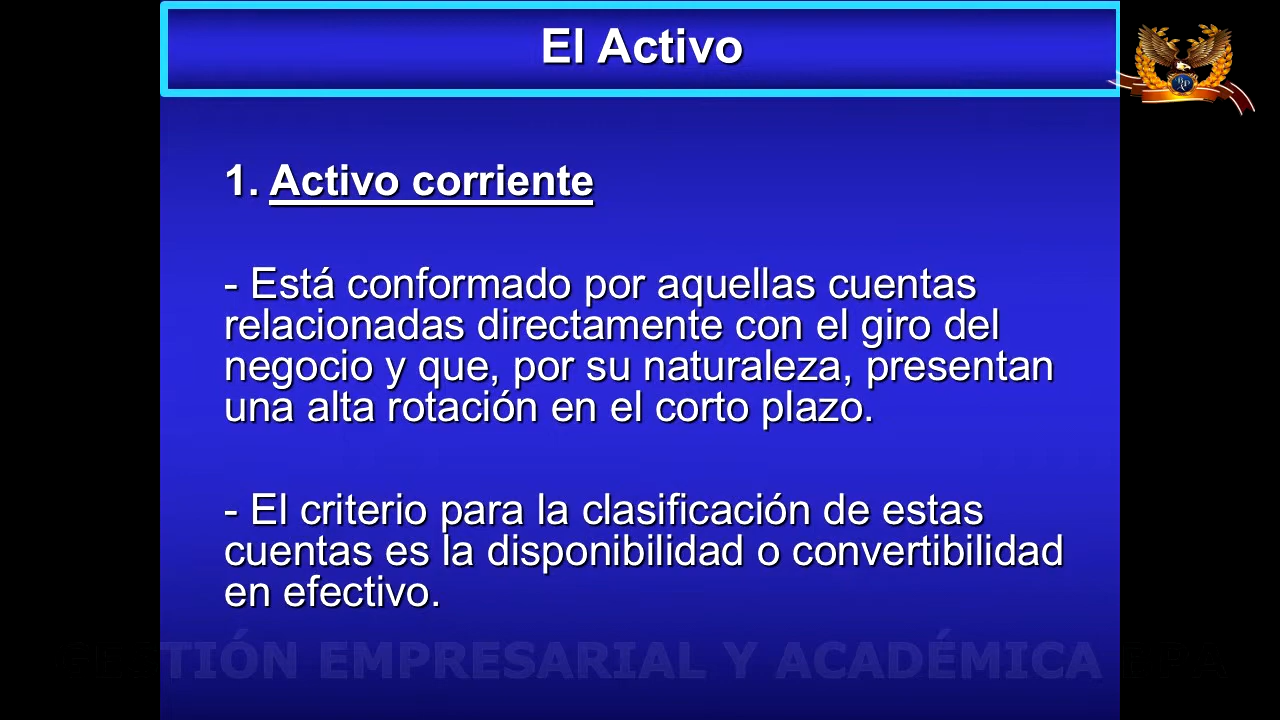 El Activo
1. Activo corriente
- Está conformado por aquellas cuentas
relacionadas directamente con el giro del
negocio y que, por su naturaleza, presentan
una alta rotación en el corto plazo.
- El criterio para la clasificación de estas
cuentas es la disponibilidad o convertibilidad
en efectivo.
GESTIÓN EMPRESARIAL Y ACADÉMICA